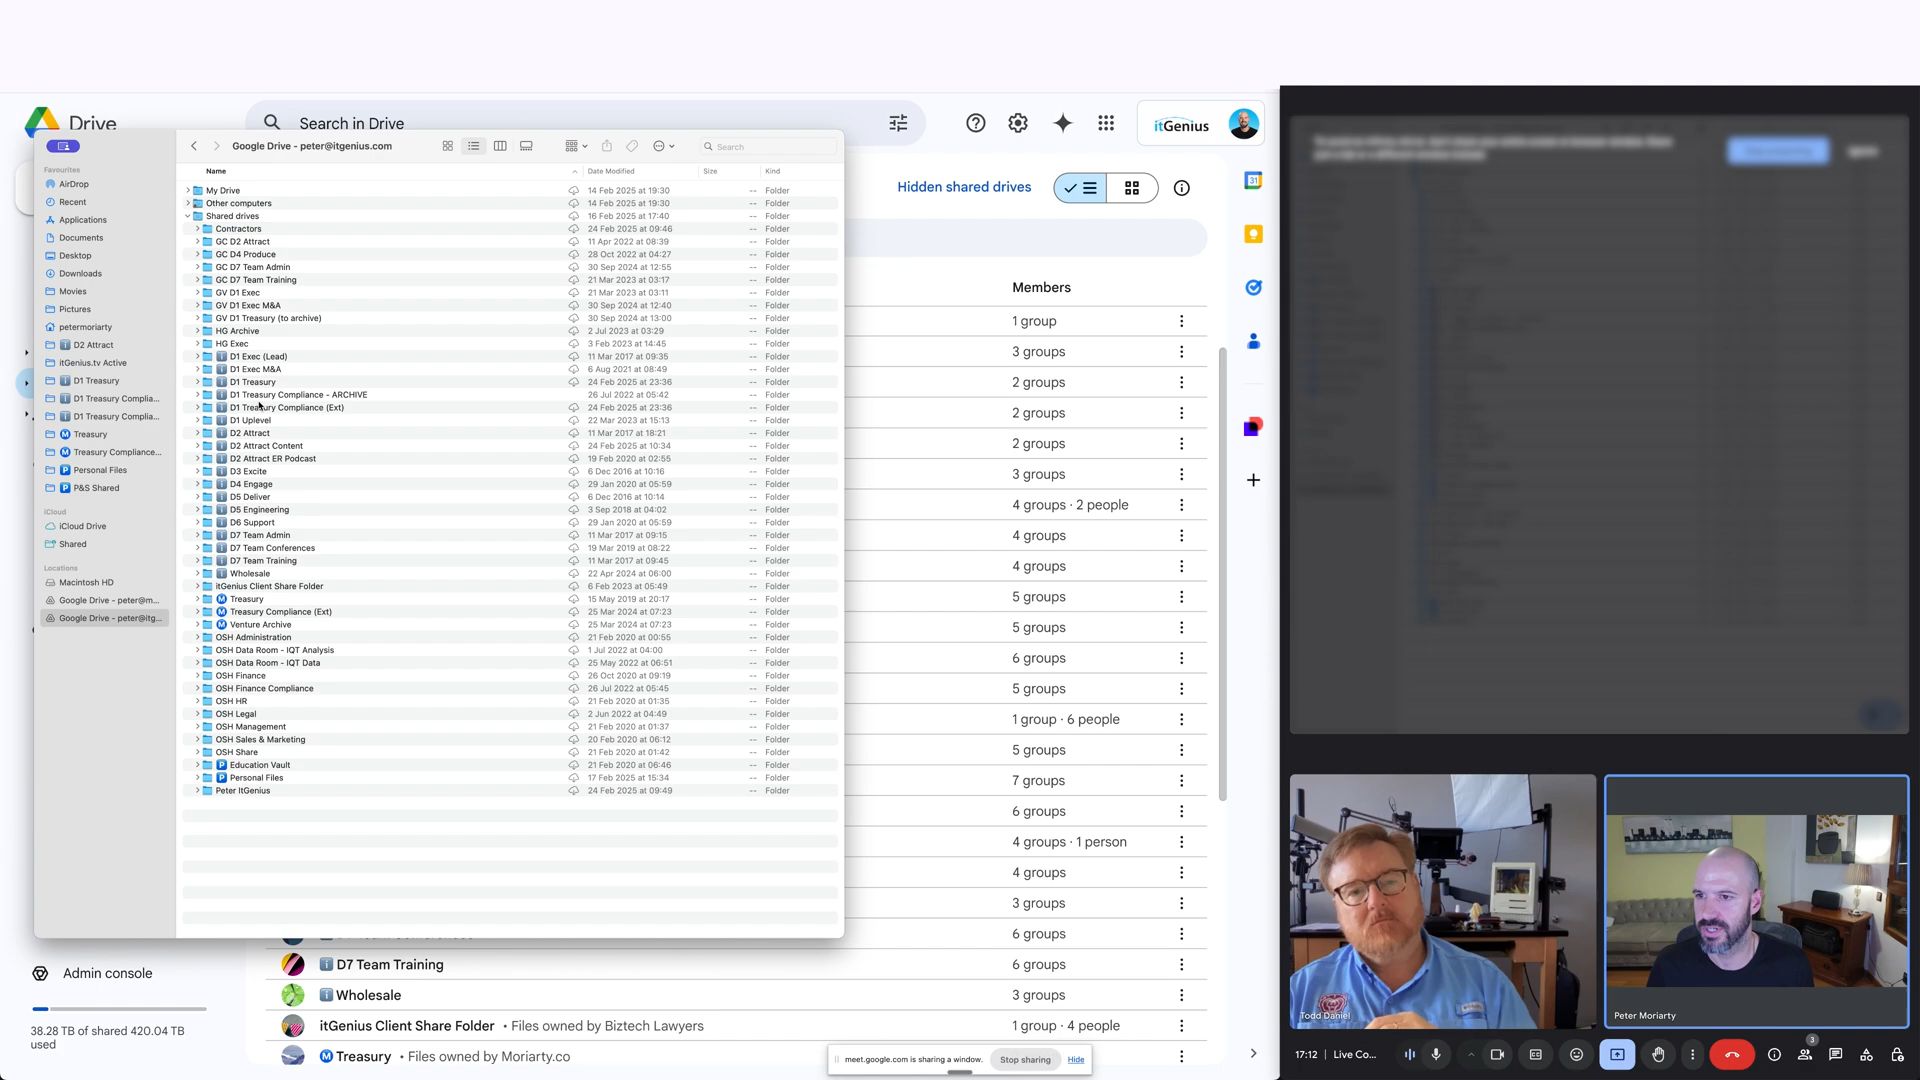 Drive
Search in Drive
itGenius
Google Drive - peter@itgenius.com
Search
Favourites
AirDrop
Recent
Applications
Documents
Desktop
Downloads
Movies
Pictures
petermoriarty
D2 Attract
itGenius.tv Active
D1 Treasury
D1 Treasury Complia...
D1 Treasury Complia...
Treasury
Treasury Compliance...
Personal Files
P&S Shared
iCloud
iCloud Drive
Shared
Locations
Macintosh HD
Google Drive - peter@m...
Google Drive - peter@itg...
Name Date Modified Size Kind
My Drive 14 Feb 2025 at 19:30 -- Folder
Other computers 14 Feb 2025 at 19:30 -- Folder
Shared drives 16 Feb 2025 at 17:40 -- Folder
Contractors 24 Feb 2025 at 09:46 -- Folder
GC D2 Attract 11 Apr 2022 at 08:39 -- Folder
GC D4 Produce 28 Oct 2022 at 04:27 -- Folder
GC D7 Team Admin 30 Sep 2024 at 12:55 -- Folder
GC D7 Team Training 21 Mar 2023 at 03:17 -- Folder
GV D1 Exec 21 Mar 2023 at 03:11 -- Folder
GV D1 Exec M&A 30 Sep 2024 at 12:40 -- Folder
GV D1 Treasury (to archive) 30 Sep 2024 at 13:00 -- Folder
HG Archive 2 Jul 2023 at 03:29 -- Folder
HG Exec 3 Feb 2023 at 14:45 -- Folder
D1 Exec (Lead) 11 Mar 2017 at 09:35 -- Folder
D1 Exec M&A 6 Aug 2021 at 08:49 -- Folder
D1 Treasury 24 Feb 2025 at 23:36 -- Folder
D1 Treasury Compliance - ARCHIVE 26 Jul 2022 at 05:42 -- Folder
D1 Treasury Compliance (Ext) 24 Feb 2025 at 23:36 -- Folder
D1 Uplevel 22 Mar 2023 at 15:13 -- Folder
D2 Attract 11 Mar 2017 at 18:21 -- Folder
D2 Attract Content 24 Feb 2025 at 10:34 -- Folder
D2 Attract ER Podcast 19 Feb 2020 at 02:55 -- Folder
D3 Excite 6 Dec 2016 at 10:16 -- Folder
D4 Engage 29 Jan 2020 at 05:59 -- Folder
D5 Deliver 6 Dec 2016 at 10:14 -- Folder
D5 Engineering 3 Sep 2018 at 04:02 -- Folder
D6 Support 29 Jan 2020 at 05:59 -- Folder
D7 Team Admin 11 Mar 2017 at 09:15 -- Folder
D7 Team Conferences 19 Mar 2019 at 08:22 -- Folder
D7 Team Training 11 Mar 2017 at 09:45 -- Folder
Wholesale 22 Apr 2024 at 06:00 -- Folder
itGenius Client Share Folder 6 Feb 2023 at 05:49 -- Folder
Treasury 15 May 2019 at 20:17 -- Folder
Treasury Compliance (Ext) 25 Mar 2024 at 07:23 -- Folder
Venture Archive 25 Mar 2024 at 07:23 -- Folder
OSH Administration 21 Feb 2020 at 00:55 -- Folder
OSH Data Room - IQT Analysis 1 Jul 2022 at 04:00 -- Folder
OSH Data Room - IQT Data 25 May 2022 at 06:51 -- Folder
OSH Finance 26 Oct 2020 at 09:19 -- Folder
OSH Finance Compliance 26 Jul 2022 at 05:45 -- Folder
OSH HR 21 Feb 2020 at 01:35 -- Folder
OSH Legal 2 Jun 2022 at 04:49 -- Folder
OSH Management 21 Feb 2020 at 01:37 -- Folder
OSH Sales & Marketing 20 Feb 2020 at 06:12 -- Folder
OSH Share 21 Feb 2020 at 01:42 -- Folder
Education Vault 21 Feb 2020 at 06:46 -- Folder
Personal Files 17 Feb 2025 at 15:34 -- Folder
Peter ItGenius 24 Feb 2025 at 09:49 -- Folder
Hidden shared drives
Members
1 group
3 groups
2 groups
2 groups
2 groups
3 groups
4 groups · 2 people
4 groups
4 groups
5 groups
5 groups
6 groups
5 groups
1 group · 6 people
5 groups
7 groups
6 groups
4 groups · 1 person
4 groups
3 groups
6 groups
D7 Team Training 6 groups
Wholesale 3 groups
itGenius Client Share Folder • Files owned by Biztech Lawyers 1 group · 4 people
Treasury • Files owned by Moriarty.co
Admin console
38.28 TB of shared 420.04 TB
used
31
meet.google.com is sharing a window. Stop sharing Hide
Todd Daniel
Peter Moriarty
17:12 | Live Co...
3